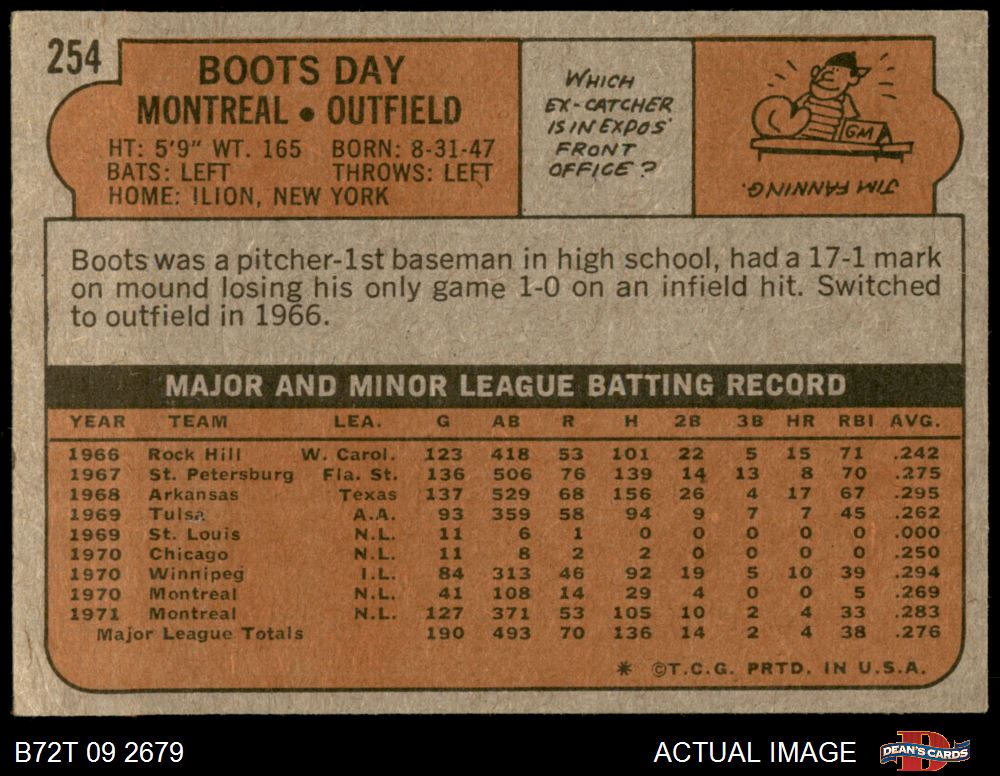 254
BOOTS DAY
MONTREAL • OUTFIELD
HT: 5'9" WT. 165 BORN: 8-31-47
BATS: LEFT THROWS: LEFT
HOME: ILION, NEW YORK
WHICH
EX-CATCHER
IS IN EXPOS'
FRONT
OFFICE?
GM
JIM FANNING.
Boots was a pitcher-1st baseman in high school, had a 17-1 mark
on mound losing his only game 1-0 on an infield hit. Switched
to outfield in 1966.
MAJOR AND MINOR LEAGUE BATTING RECORD
YEAR TEAM LEA. G AB R H 2B 3B HR RBI AVG.
1966 Rock Hill W. Carol. 123 418 53 101 22 5 15 71 .242
1967 St. Petersburg Fla. St. 136 506 76 139 14 13 8 70 .275
1968 Arkansas Texas 137 529 68 156 26 4 17 67 .295
1969 Tulsa A.A. 93 359 58 94 9 7 7 45 .262
1969 St. Louis N.L. 11 6 1 0 0 0 0 0 .000
1970 Chicago N.L. 11 8 2 2 0 0 0 0 .250
1970 Winnipeg I.L. 84 313 46 92 19 5 10 39 .294
1970 Montreal N.L. 41 108 14 29 4 0 0 5 .269
1971 Montreal N.L. 127 371 53 105 10 2 4 33 .283
Major League Totals 190 493 70 136 14 2 4 38 .276
* ©T.C.G. PRTD. IN U.S.A.
B72T 09 2679 ACTUAL IMAGE DEAN'S CARDS